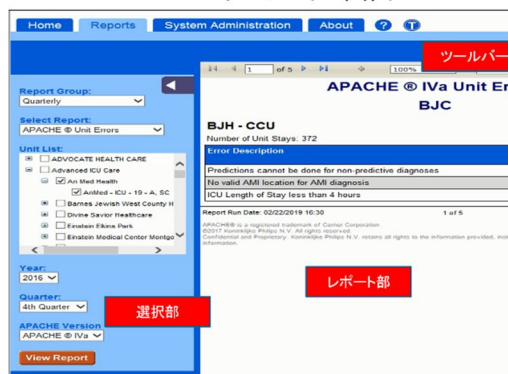 Home Reports System Administration About ? T
ツールバー
1 of 5 100%
Report Group:
Quarterly
Select Report:
APACHE ® Unit Errors
Unit List:
ADVOCATE HEALTH CARE
Advanced ICU Care
An Med Health
AnMed - ICU - 19 - A, SC
Barnes Jewish West County H
Divine Savior Healthcare
Einstein Elkins Park
Einstein Medical Center Montgo
Year:
2016
Quarter:
4th Quarter
選択部
APACHE Version
APACHE ® IVa
View Report
APACHE ® IVa Unit Er
BJC
BJH - CCU
Number of Unit Stays: 372
Error Description
Predictions cannot be done for non-predictive diagnoses
No valid AMI location for AMI diagnosis
ICU Length of Stay less than 4 hours
Report Run Date: 02/22/2019 16:30 1 of 5
APACHE® is a registered trademark of Cerner Corporation
©2017 Koninklijke Philips N.V. All rights reserved.
Confidential and Proprietary. Koninklijke Philips N.V. retains all rights to the information provided, incl
information.
レポート部